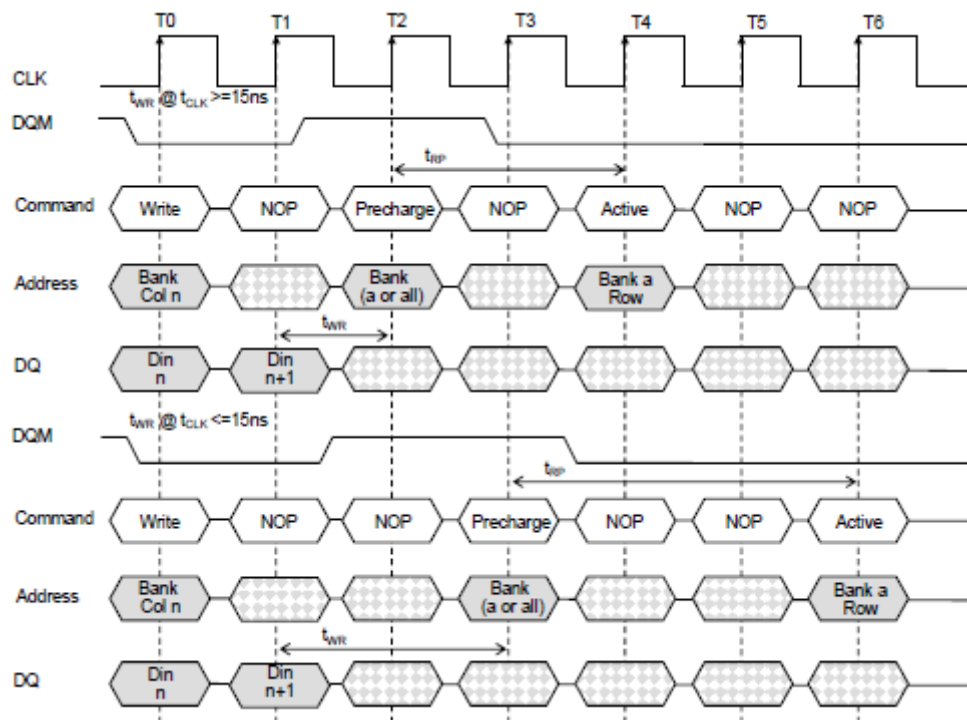 T0 T1 T2 T3 T4 T5 T6
CLK
tWR @ tCLK >=15ns
DQM
tRP
Command Write NOP Precharge NOP Active NOP NOP
Address Bank Col n Bank (a or all) Bank a Row
tWR
DQ Din n Din n+1
tWR @ tCLK <=15ns
DQM
tRP
Command Write NOP NOP Precharge NOP NOP Active
Address Bank Col n Bank (a or all) Bank a Row
tWR
DQ Din n Din n+1